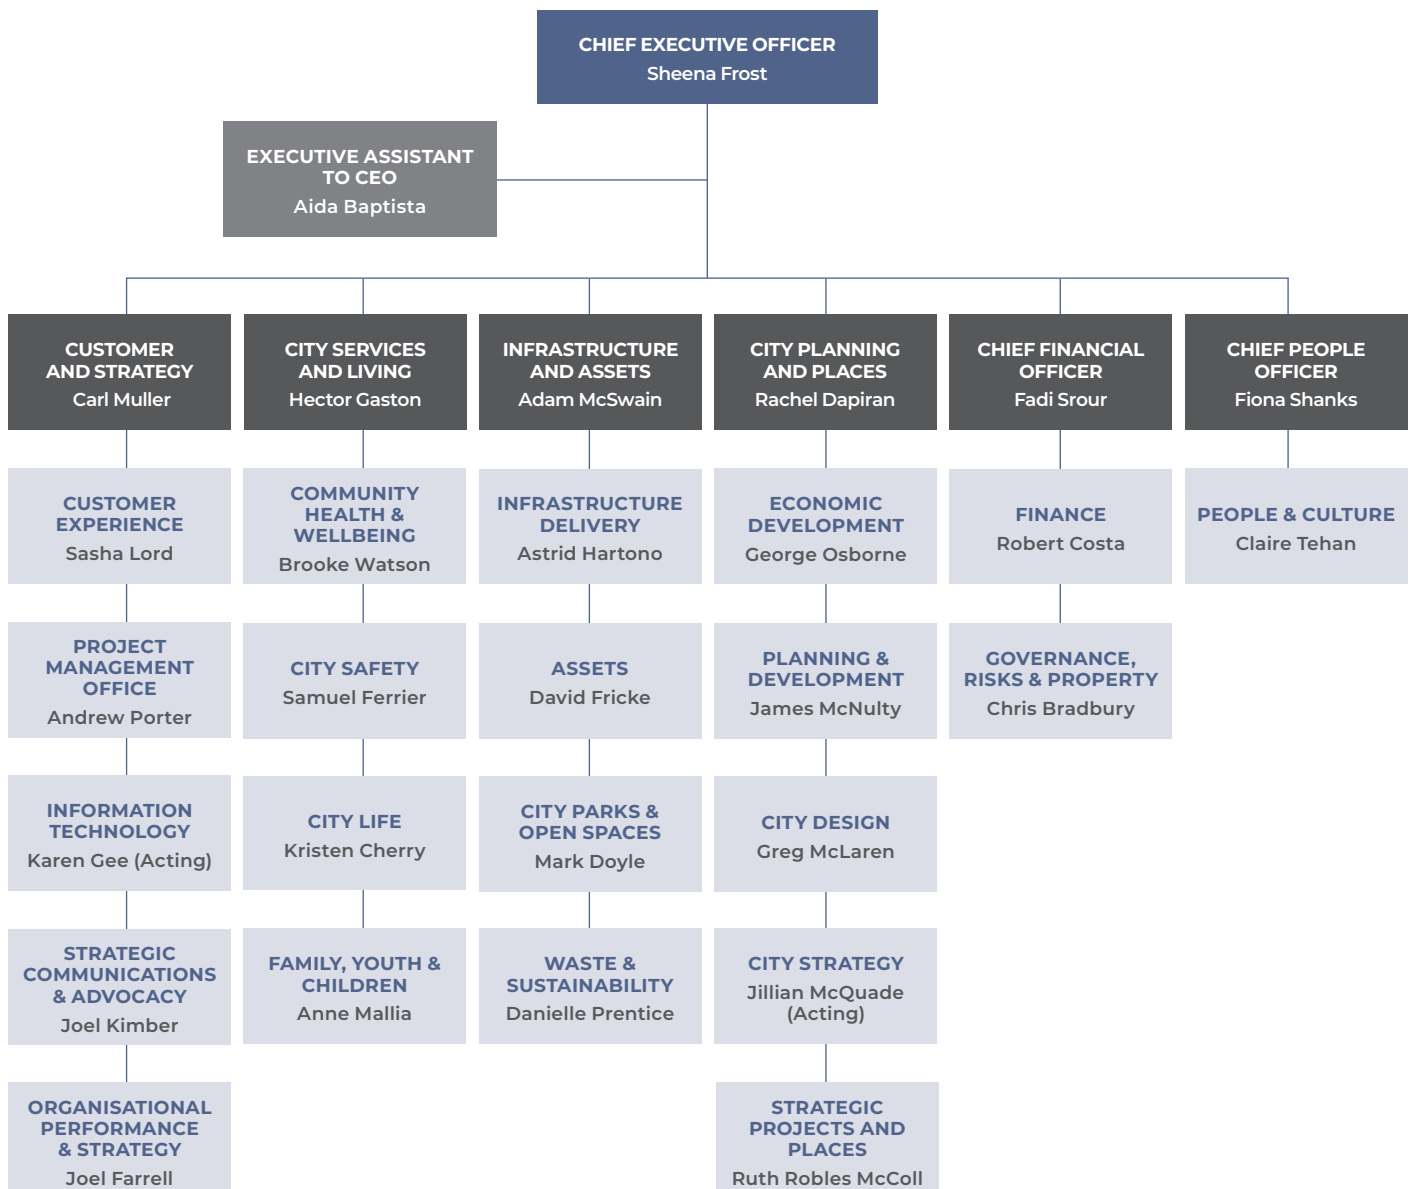 CHIEF EXECUTIVE OFFICER
Sheena Frost
EXECUTIVE ASSISTANT
TO CEO
Aida Baptista
CUSTOMER
AND STRATEGY
Carl Muller
CUSTOMER
EXPERIENCE
Sasha Lord
PROJECT
MANAGEMENT
OFFICE
Andrew Porter
INFORMATION
TECHNOLOGY
Karen Gee (Acting)
STRATEGIC
COMMUNICATIONS
& ADVOCACY
Joel Kimber
ORGANISATIONAL
PERFORMANCE
& STRATEGY
Joel Farrell
CITY SERVICES
AND LIVING
Hector Gaston
COMMUNITY
HEALTH &
WELLBEING
Brooke Watson
CITY SAFETY
Samuel Ferrier
CITY LIFE
Kristen Cherry
FAMILY, YOUTH &
CHILDREN
Anne Mallia
INFRASTRUCTURE
AND ASSETS
Adam McSwain
INFRASTRUCTURE
DELIVERY
Astrid Hartono
ASSETS
David Fricke
CITY PARKS &
OPEN SPACES
Mark Doyle
WASTE &
SUSTAINABILITY
Danielle Prentice
CITY PLANNING
AND PLACES
Rachel Dapiran
ECONOMIC
DEVELOPMENT
George Osborne
PLANNING &
DEVELOPMENT
James McNulty
CITY DESIGN
Greg McLaren
CITY STRATEGY
Jillian McQuade
(Acting)
STRATEGIC
PROJECTS AND
PLACES
Ruth Robles McColl
CHIEF FINANCIAL
OFFICER
Fadi Srour
FINANCE
Robert Costa
GOVERNANCE,
RISKS & PROPERTY
Chris Bradbury
CHIEF PEOPLE
OFFICER
Fiona Shanks
PEOPLE & CULTURE
Claire Tehan